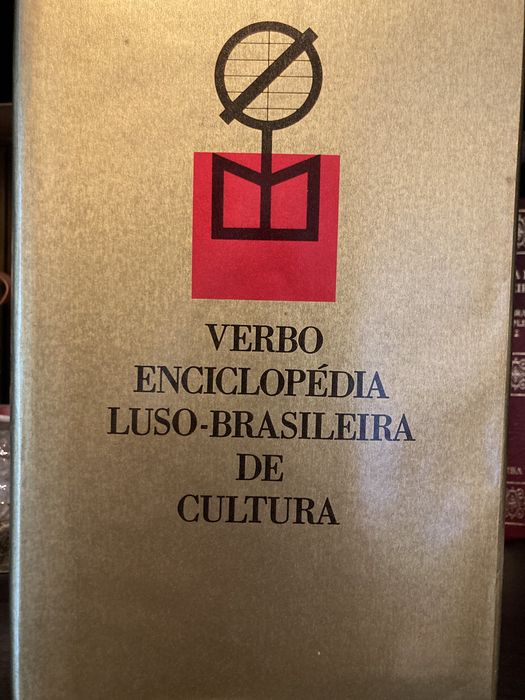 VERBO
ENCICLOPÉDIA
LUSO-BRASILEIRA
DE
CULTURA